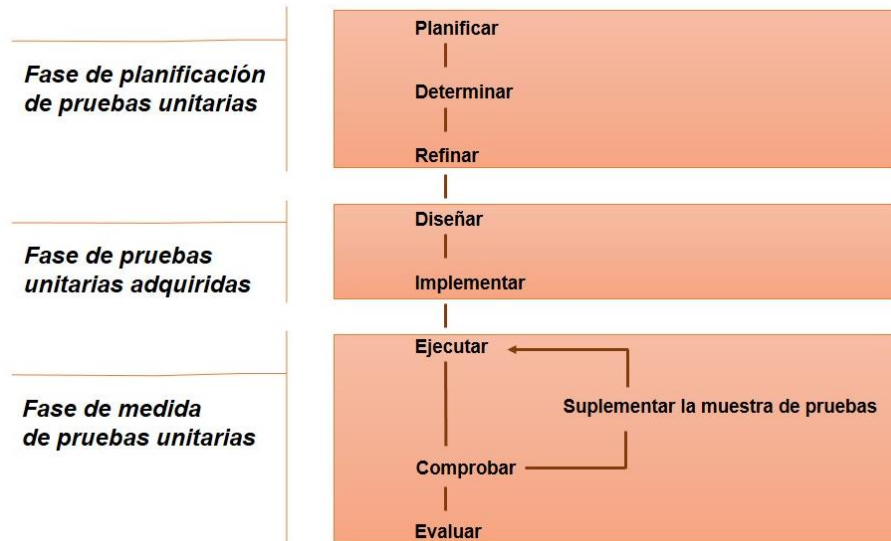 Fase de planificación
de pruebas unitarias
Planificar
Determinar
Refinar
Fase de pruebas
unitarias adquiridas
Diseñar
Implementar
Fase de medida
de pruebas unitarias
Ejecutar
Suplementar la muestra de pruebas
Comprobar
Evaluar